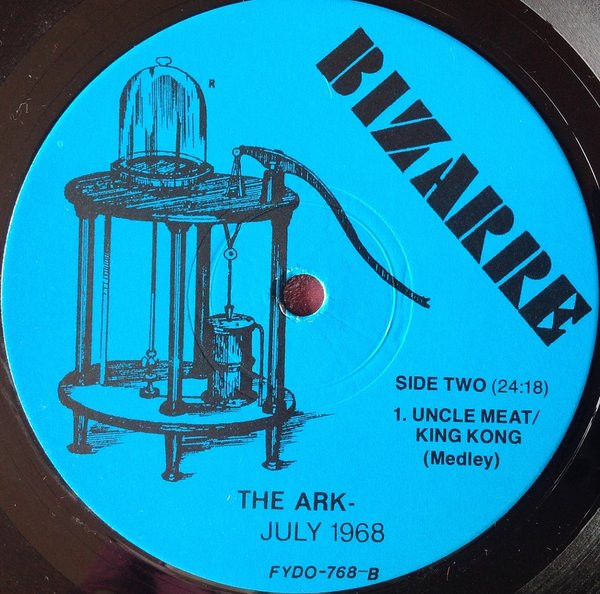 BIZARRE
R
SIDE TWO (24:18)
1. UNCLE MEAT/
KING KONG
(Medley)
THE ARK-
JULY 1968
FYDO-768-B